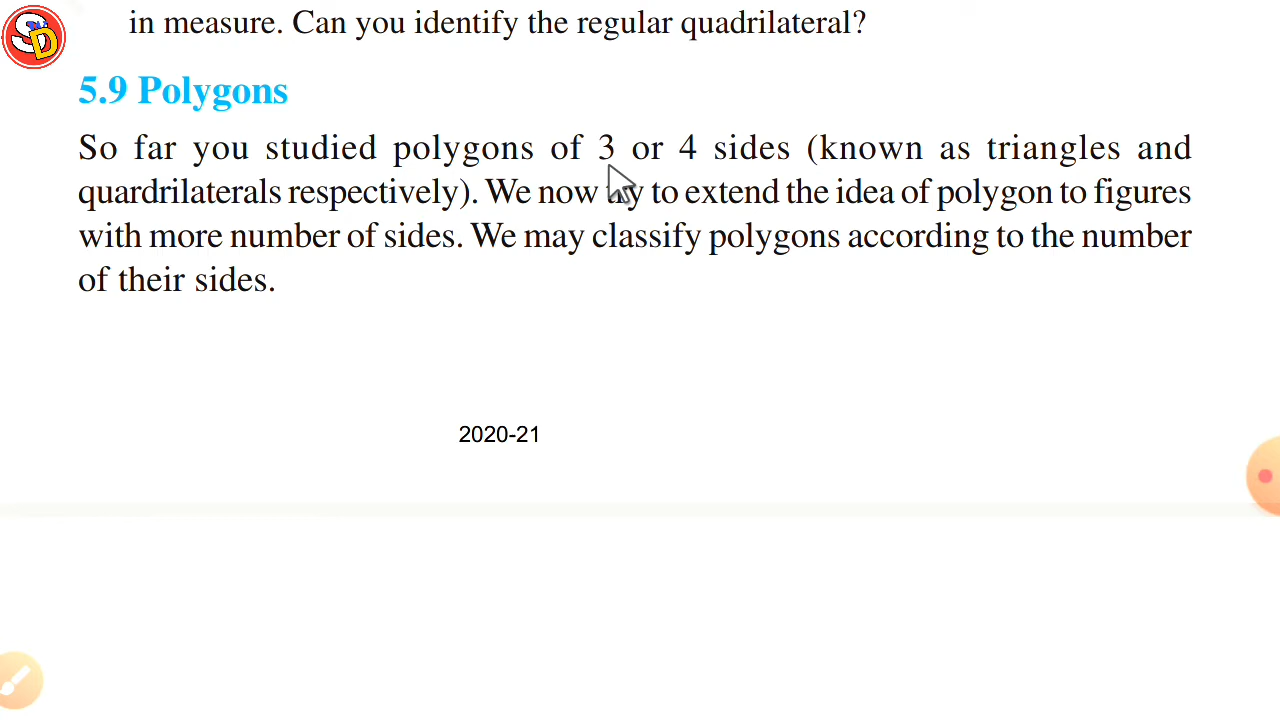 in measure. Can you identify the regular quadrilateral?
SD
5.9 Polygons
So far you studied polygons of 3 or 4 sides (known as triangles and
quardrilaterals respectively). We now try to extend the idea of polygon to figures
with more number of sides. We may classify polygons according to the number
of their sides.
2020-21